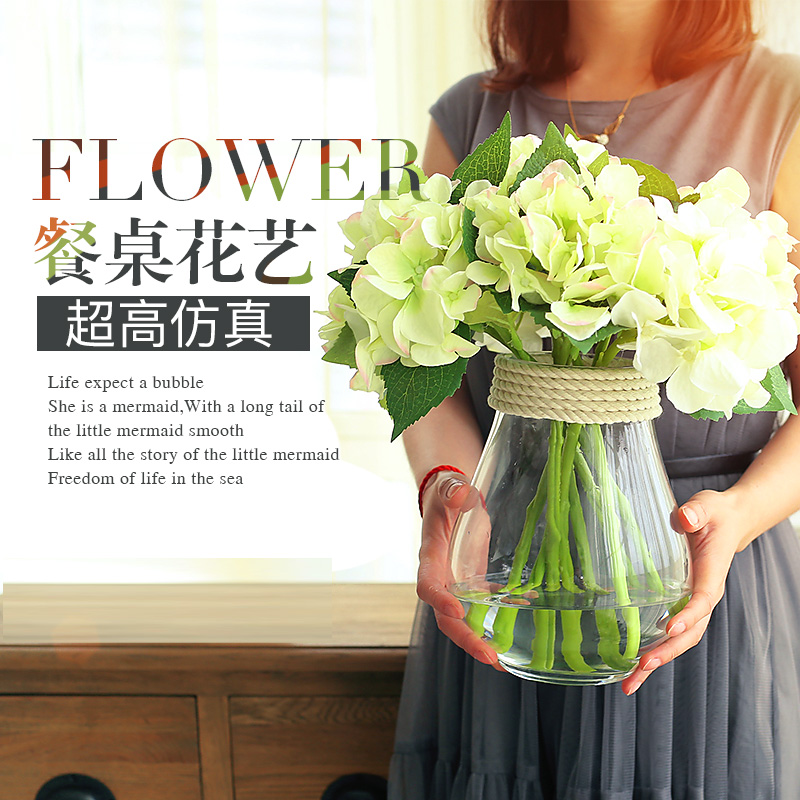 FLOWER
餐桌花艺
超高仿真
Life expect a bubble
She is a mermaid,With a long tail of
the little mermaid smooth
Like all the story of the little mermaid
Freedom of life in the sea